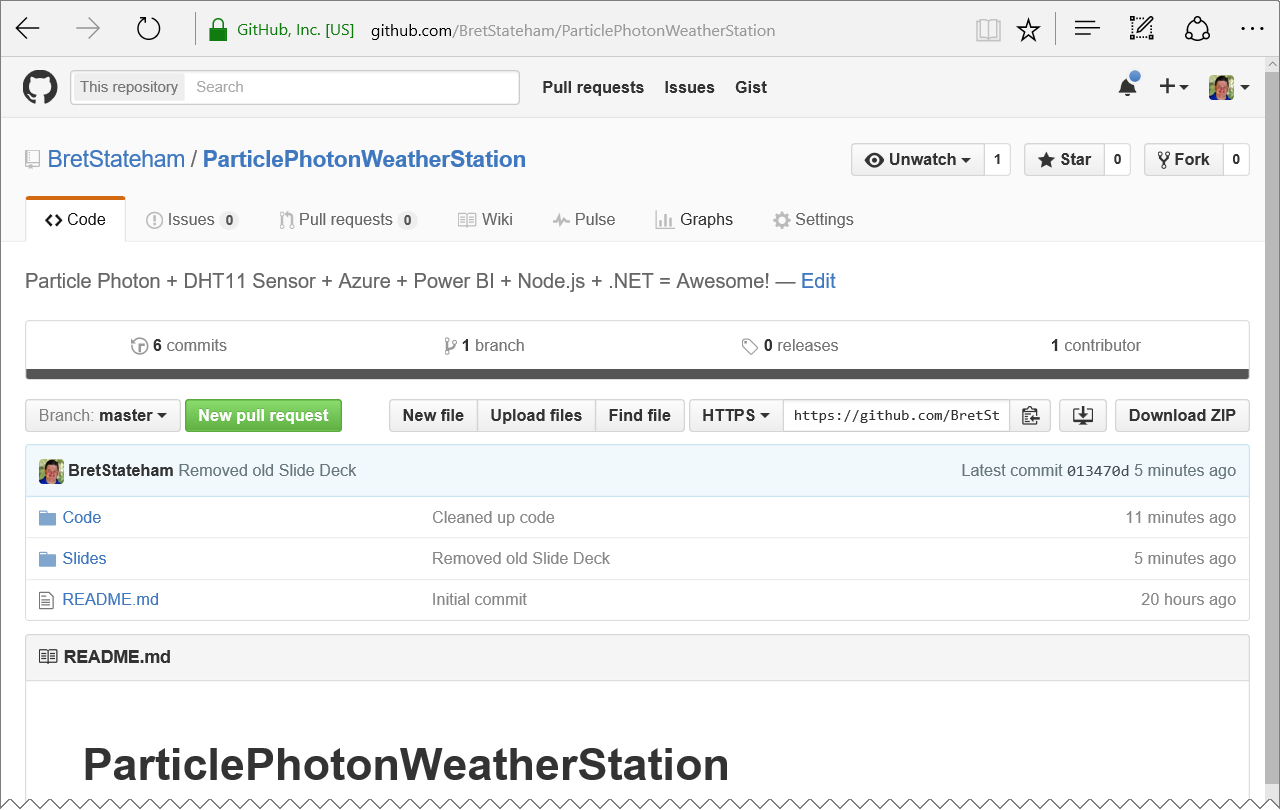 GitHub, Inc. [US] github.com/BretStateham/ParticlePhotonWeatherStation
This repository Search Pull requests Issues Gist
BretStateham / ParticlePhotonWeatherStation Unwatch 1 Star 0 Fork 0
Code Issues 0 Pull requests 0 Wiki Pulse Graphs Settings
Particle Photon + DHT11 Sensor + Azure + Power BI + Node.js + .NET = Awesome! — Edit
6 commits 1 branch 0 releases 1 contributor
Branch: master New pull request New file Upload files Find file HTTPS https://github.com/BretSt Download ZIP
BretStateham Removed old Slide Deck Latest commit 013470d 5 minutes ago
Code Cleaned up code 11 minutes ago
Slides Removed old Slide Deck 5 minutes ago
README.md Initial commit 20 hours ago
README.md
ParticlePhotonWeatherStation